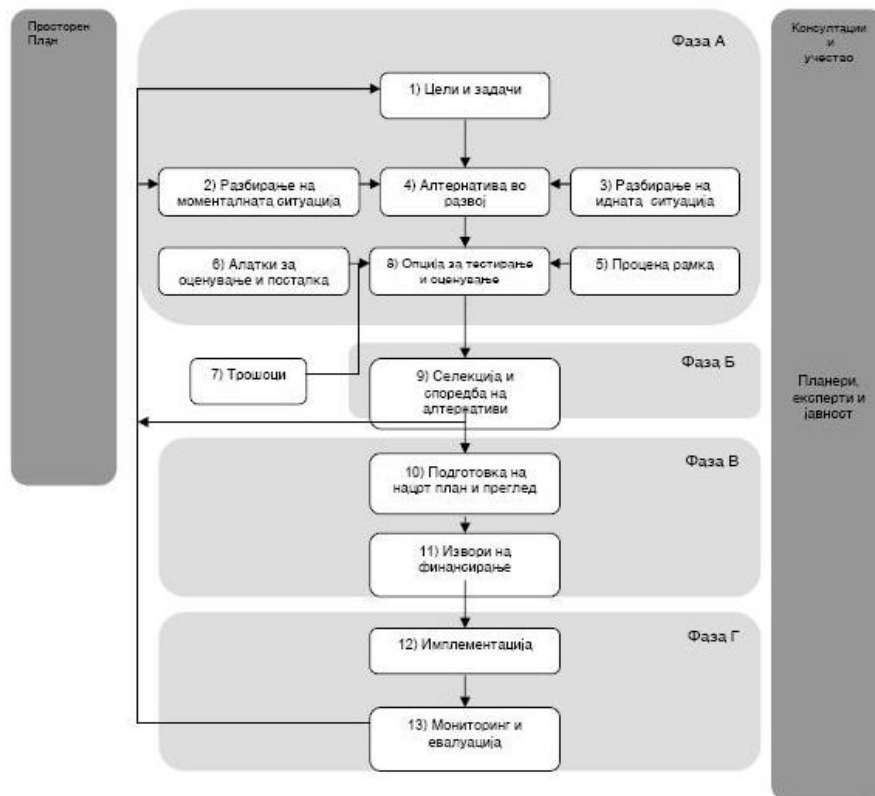 Просторен
План
Фаза А
Консултации
и
учество
1) Цели и задачи
2) Разбирање на
моменталната ситуација
4) Алтернатива во
развој
3) Разбирање на
идната ситуација
6) Алатки за
оценување и постапка
8) Опција за тестирање
и оценување
5) Процена рамка
Фаза Б
7) Трошоци
9) Селекција и
споредба на
алтернативи
Планери,
експерти и
јавност
Фаза В
10) Подготовка на
нацрт план и преглед
11) Извори на
финансирање
Фаза Г
12) Имплементација
13) Мониторинг и
евалуација